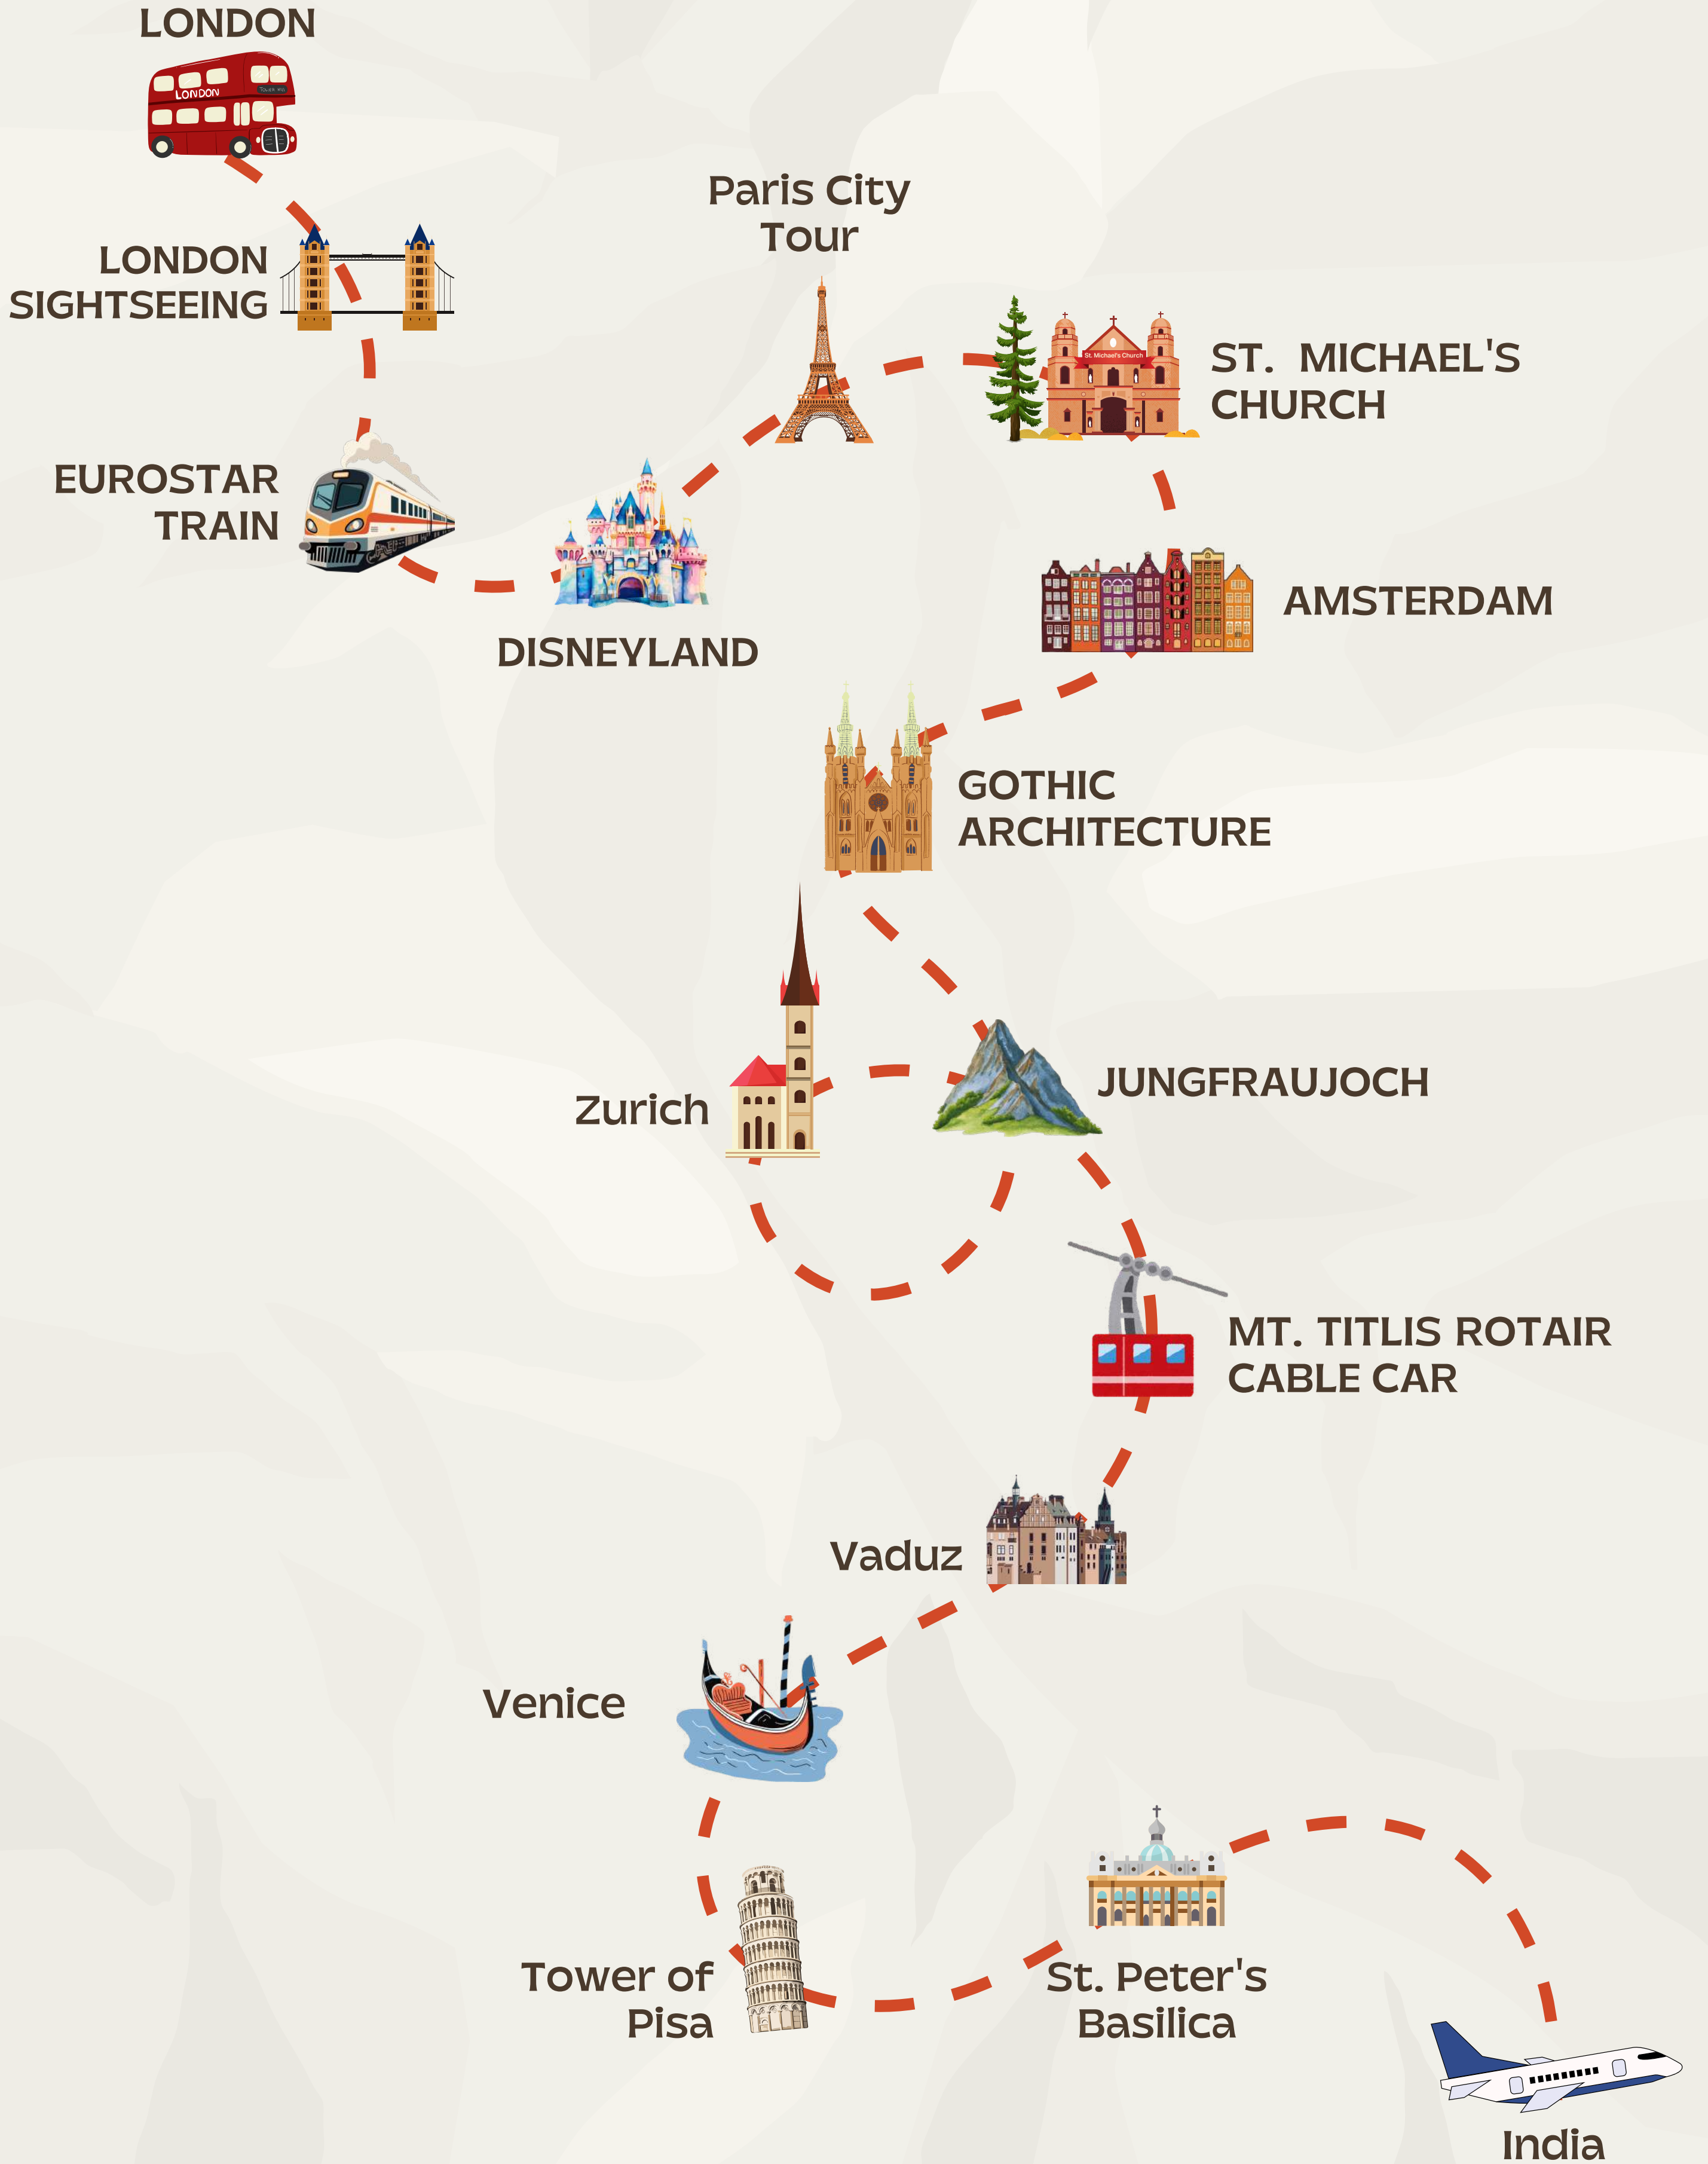 LONDON
LONDON
LONDON
SIGHTSEEING
EUROSTAR
TRAIN
DISNEYLAND
Paris City
Tour
St. Michael's Church
ST. MICHAEL'S
CHURCH
AMSTERDAM
GOTHIC
ARCHITECTURE
JUNGFRAUJOCH
Zurich
MT. TITLIS ROTAIR
CABLE CAR
Vaduz
Venice
Tower of
Pisa
St. Peter's
Basilica
India